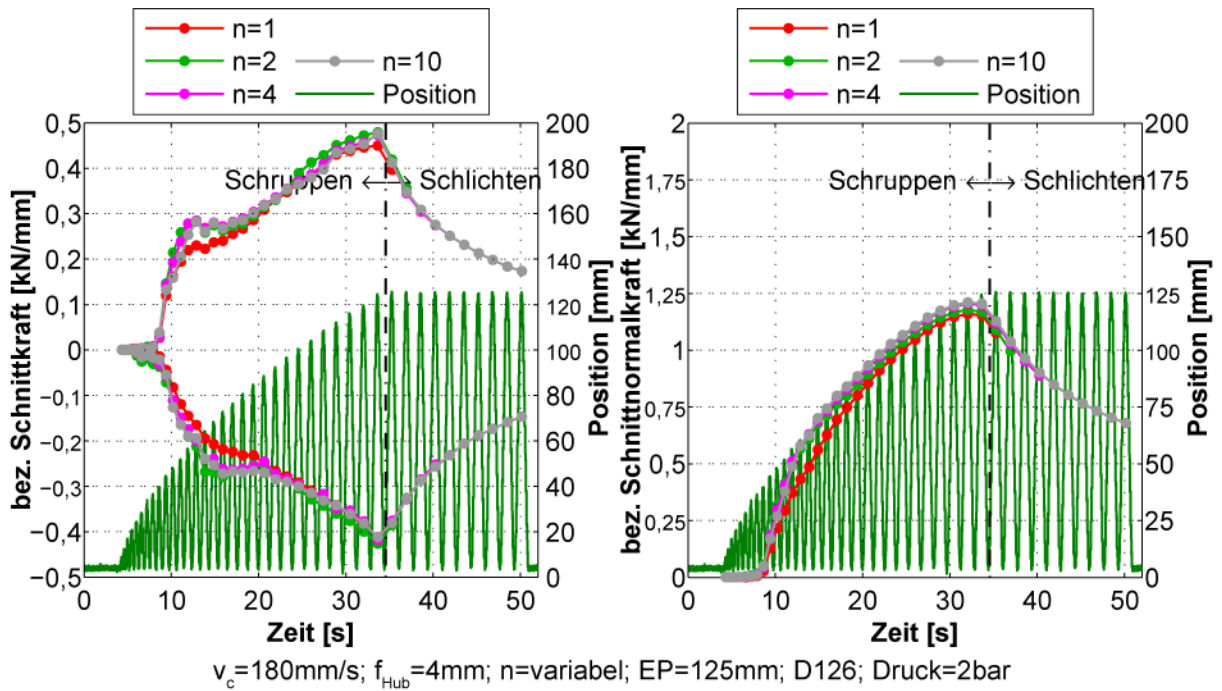 n=1
n=2 n=10
n=4 Position
0,5
0,4
0,3
0,2
0,1
0
−0,1
−0,2
−0,3
−0,4
−0,5
bez. Schnittkraft [kN/mm]
Schruppen Schlichten
200
180
160
140
120
100
80
60
40
20
0
Position [mm]
0 10 20 30 40 50
Zeit [s]
n=1
n=2 n=10
n=4 Position
2
1,75
1,5
1,25
1
0,75
0,5
0,25
0
bez. Schnittnormalkraft [kN/mm]
Schruppen Schlichten
200
175
150
125
100
75
50
25
0
Position [mm]
0 10 20 30 40 50
Zeit [s]
v_c=180mm/s; f_Hub=4mm; n=variabel; EP=125mm; D126; Druck=2bar